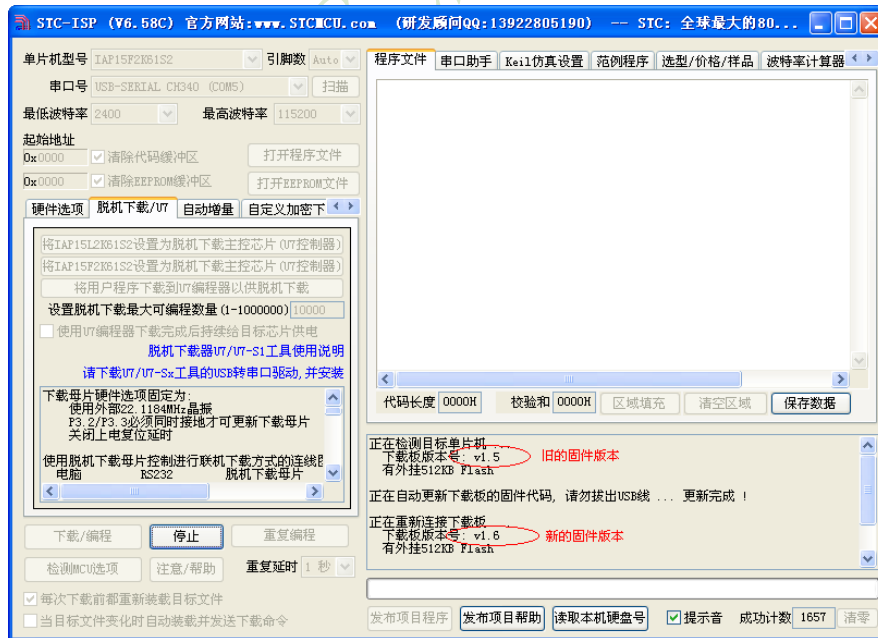 STC-ISP (V6.58C) 官方网站:www.STCMCU.com (研发顾问QQ:13922805190) -- STC: 全球最大的80...
单片机型号 IAP15F2K61S2 引脚数 Auto
串口号 USB-SERIAL CH340 (COM5) 扫描
最低波特率 2400 最高波特率 115200
起始地址
0x0000 清除代码缓冲区 打开程序文件
0x0000 清除EEPROM缓冲区 打开EEPROM文件
硬件选项 脱机下载/U7 自动增量 自定义加密下
将IAP15L2K61S2设置为脱机下载主控芯片(U7控制器)
将IAP15F2K61S2设置为脱机下载主控芯片(U7控制器)
将用户程序下载到U7编程器以供脱机下载
设置脱机下载最大可编程数量(1-1000000) 10000
使用U7编程器下载完成后持续给目标芯片供电
脱机下载器U7/U7-S1工具使用说明
请下载U7/U7-Sx工具的USB转串口驱动,并安装
下载母片硬件选项固定为:
使用外部22.1184MHz晶振
P3.2/P3.3必须同时接地才可更新下载母片
关闭上电复位延时
使用脱机下载母片控制进行联机下载方式的连线
电脑 RS232 脱机下载母片
下载/编程 停止 重复编程
检测MCU选项 注意/帮助 重复延时 1 秒
每次下载前都重新装载目标文件
当目标文件变化时自动装载并发送下载命令
程序文件 串口助手 Keil仿真设置 范例程序 选型/价格/样品 波特率计算器
代码长度 0000H 校验和 0000H 区域填充 清空区域 保存数据
正在检测目标单片机 ...
下载板版本号: v1.5 旧的固件版本
有外挂512KB Flash
正在自动更新下载板的固件代码, 请勿拔出USB线 ... 更新完成 !
正在重新连接下载板
下载板版本号: v1.6 新的固件版本
有外挂512KB Flash
发布项目程序 发布项目帮助 读取本机硬盘号 提示音 成功计数 1657 清零